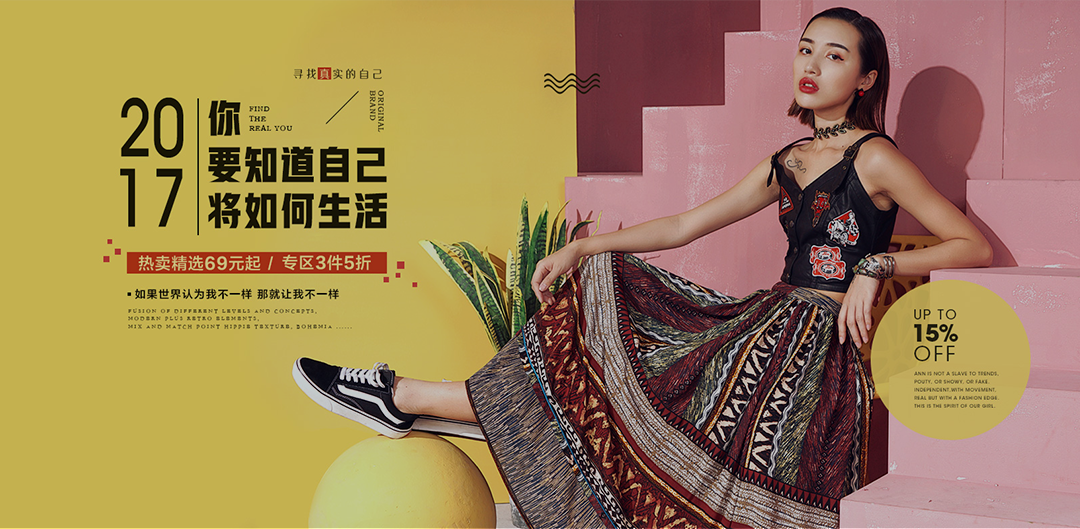 寻找真实的自己
2017
你
FIND
THE
REAL YOU
ORIGINAL
BRAND
要知道自己
将如何生活
热卖精选69元起 / 专区3件5折
如果世界认为我不一样 那就让我不一样
FUSION OF DIFFERENT LEVELS AND CONCEPTS,
MODERN PLUS RETRO ELEMENTS,
MIX AND MATCH POINT HIPPIE TEXTURE, BOHEMIA ......
UP TO
15%
OFF
ANN IS NOT A SLAVE TO TRENDS,
POUTY, OR SHOWY, OR FAKE.
INDEPENDENT, WITH MOVEMENT,
REAL BUT WITH A FASHION EDGE.
THIS IS THE SPIRIT OF OUR GIRL.